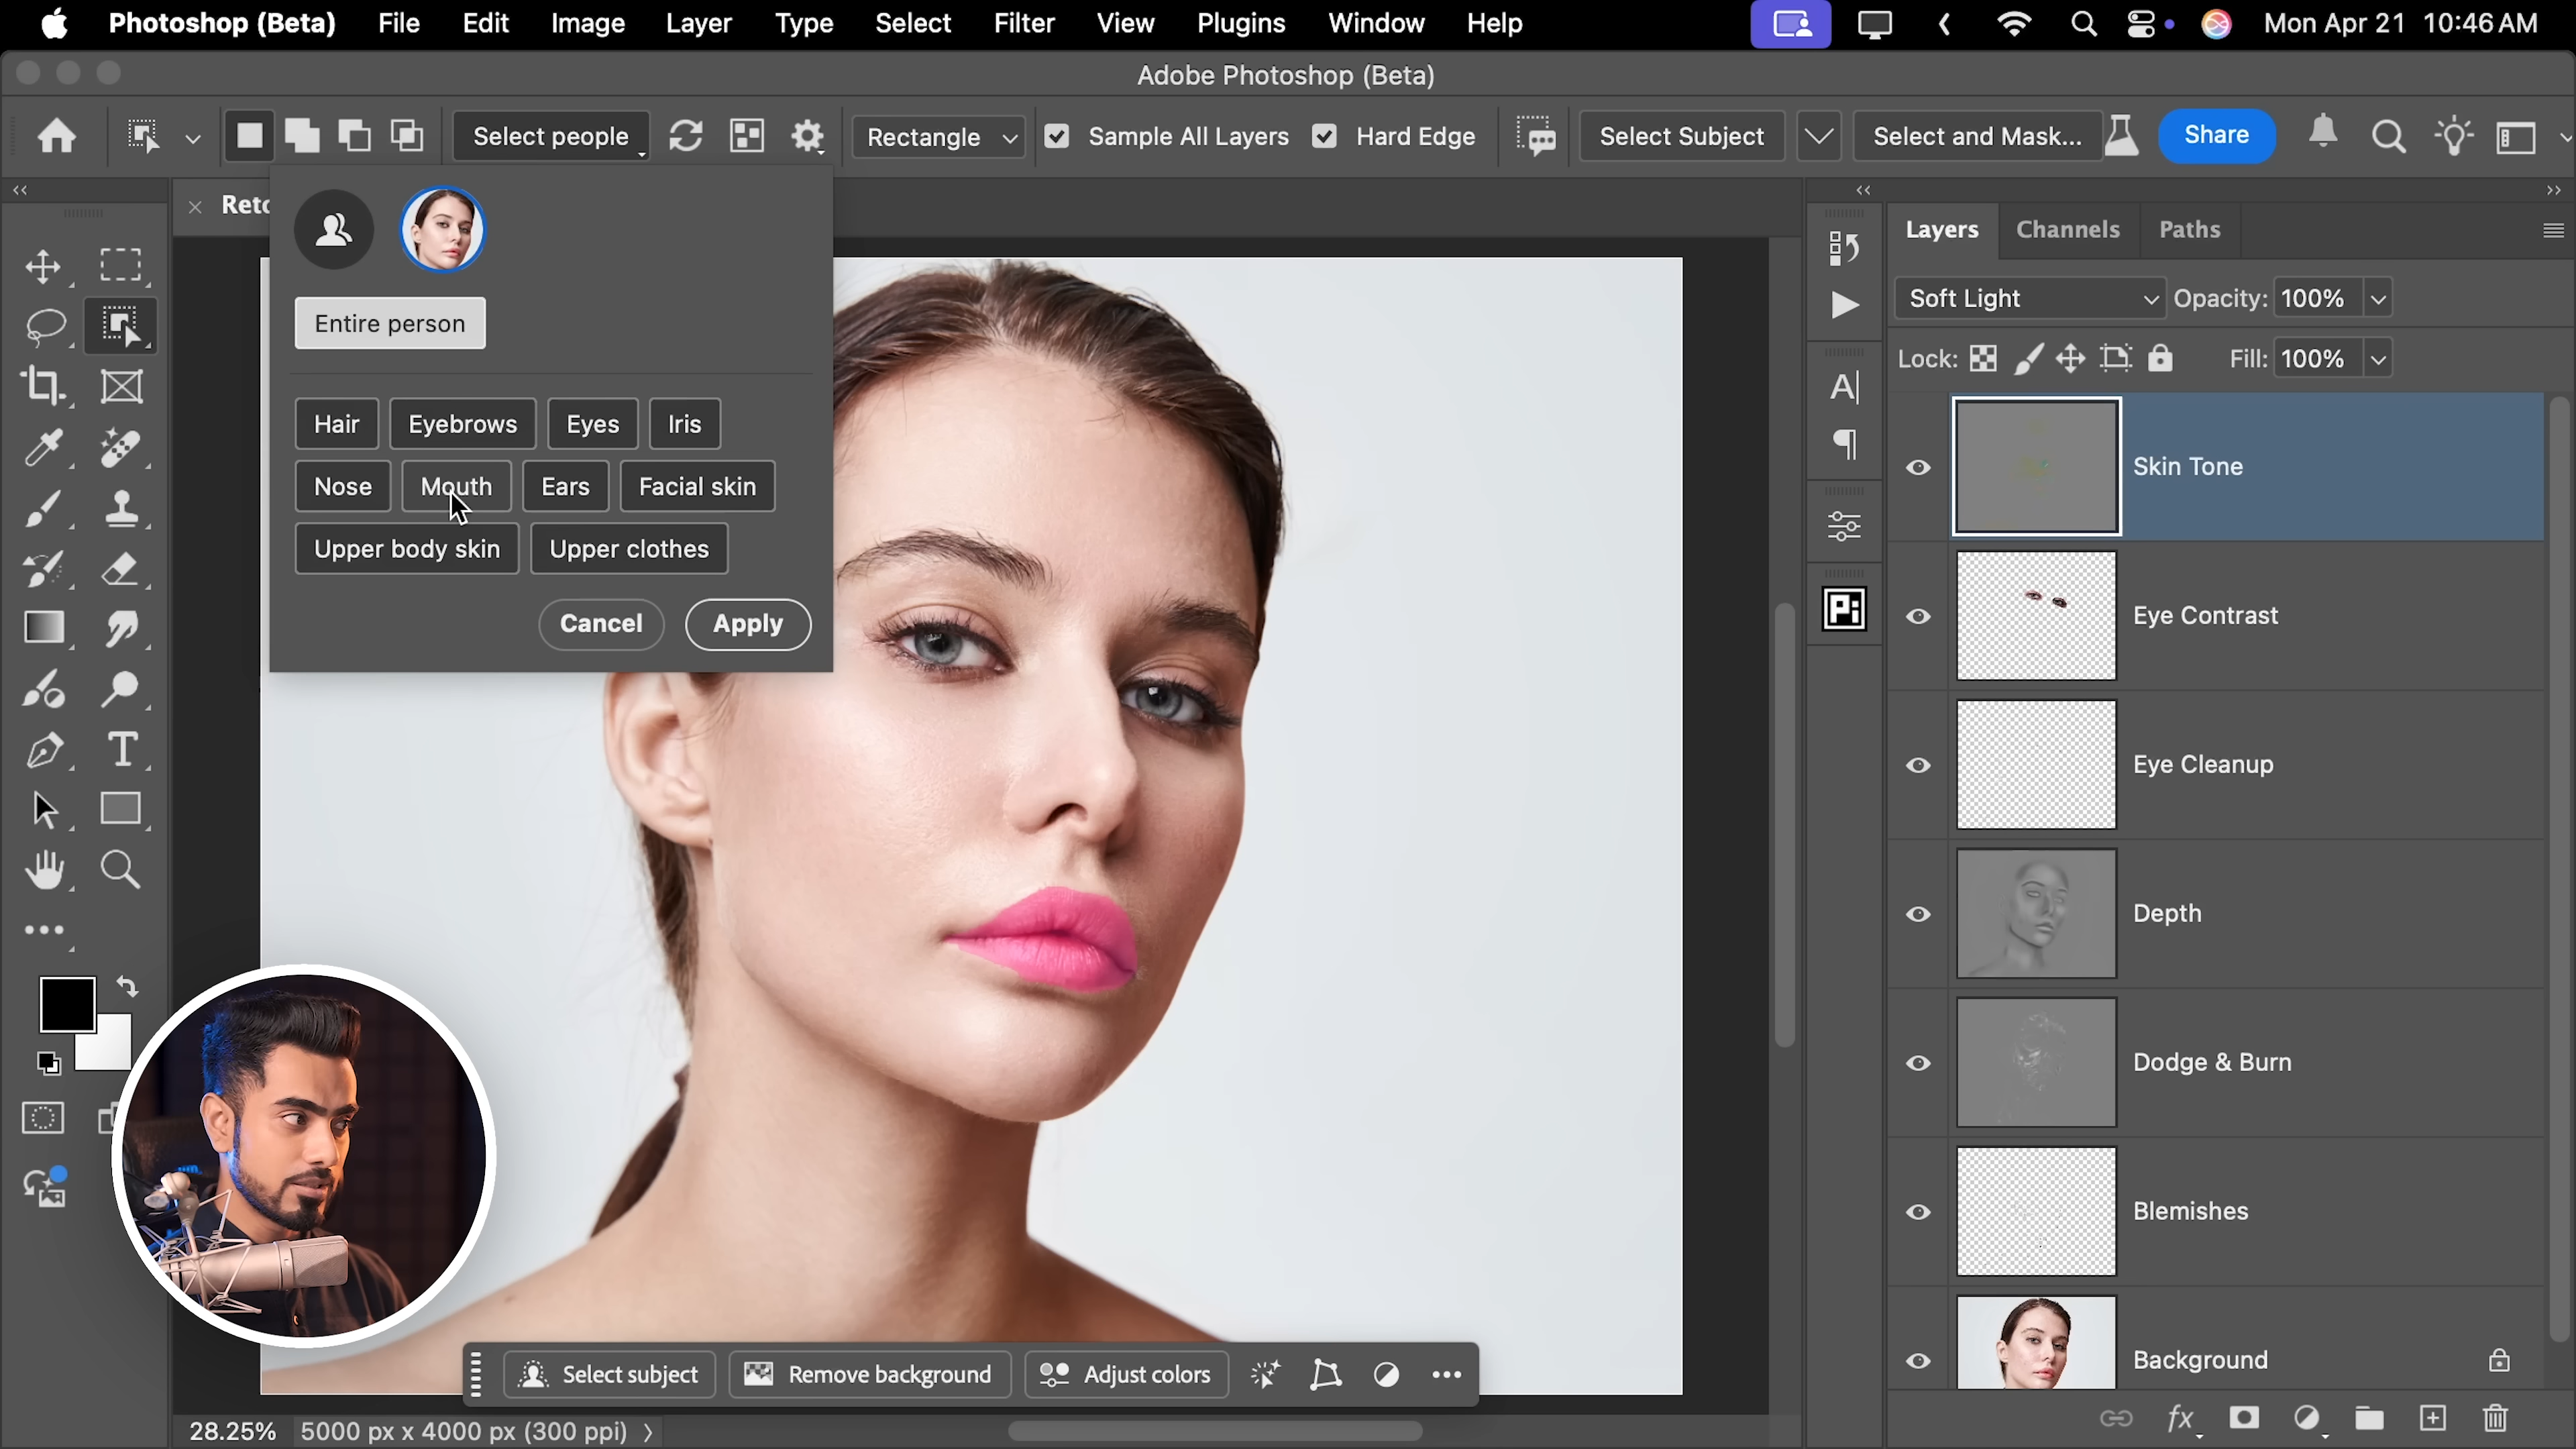 Photoshop (Beta) File Edit Image Layer Type Select Filter View Plugins Window Help Mon Apr 21 10:46 AM
Adobe Photoshop (Beta)
Select people Rectangle Sample All Layers Hard Edge Select Subject Select and Mask... Share
Reto
Entire person
Hair Eyebrows Eyes Iris
Nose Mouth Ears Facial skin
Upper body skin Upper clothes
Cancel Apply
Layers Channels Paths
Soft Light Opacity: 100%
Lock: Fill: 100%
Skin Tone
Eye Contrast
Eye Cleanup
Depth
Dodge & Burn
Blemishes
Background
A
Pi
T
Select subject Remove background Adjust colors
28.25% 5000 px x 4000 px (300 ppi)
fx